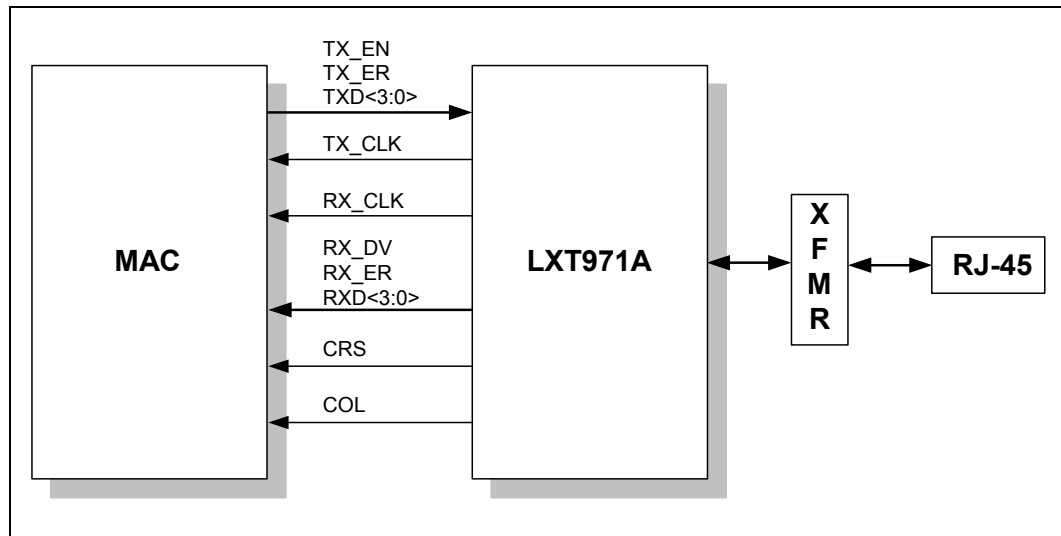 TX_EN
TX_ER
TXD<3:0>
TX_CLK
RX_CLK
RX_DV
RX_ER
RXD<3:0>
CRS
COL
MAC
LXT971A
X
F
M
R
RJ-45